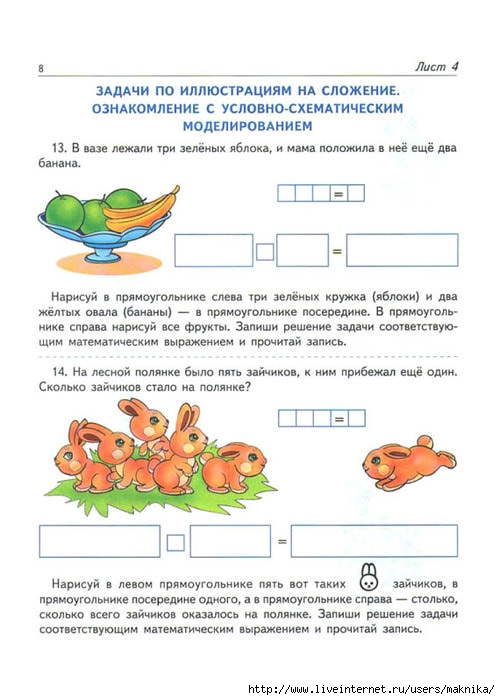 8
Лист 4
ЗАДАЧИ ПО ИЛЛЮСТРАЦИЯМ НА СЛОЖЕНИЕ.
ОЗНАКОМЛЕНИЕ С УСЛОВНО-СХЕМАТИЧЕСКИМ
МОДЕЛИРОВАНИЕМ
13. В вазе лежали три зелёных яблока, и мама положила в неё ещё два
банана.
=
=
Нарисуй в прямоугольнике слева три зелёных кружка (яблоки) и два
жёлтых овала (бананы) — в прямоугольнике посередине. В прямоуголь-
нике справа нарисуй все фрукты. Запиши решение задачи соответствую-
щим математическим выражением и прочитай запись.
14. На лесной полянке было пять зайчиков, к ним прибежал ещё один.
Сколько зайчиков стало на полянке?
=
=
Нарисуй в левом прямоугольнике пять вот таких зайчиков, в
прямоугольнике посередине одного, а в прямоугольнике справа — столько,
сколько всего зайчиков оказалось на полянке. Запиши решение задачи
соответствующим математическим выражением и прочитай запись.
http://www.liveinternet.ru/users/maknika/